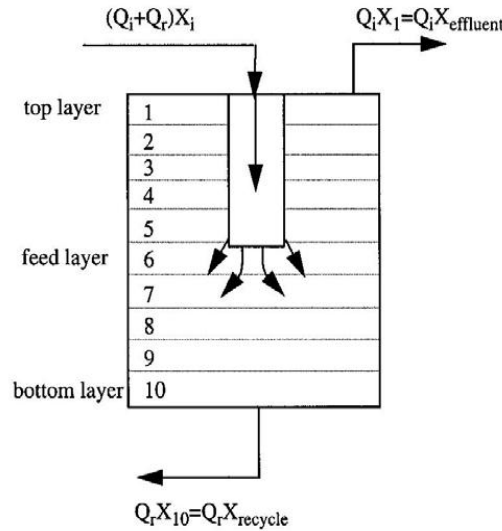 (Qi+Qr)Xi
QiX1=QiXeffluent
top layer
1
2
3
4
5
feed layer
6
7
8
9
bottom layer
10
QrX10=QrXrecycle